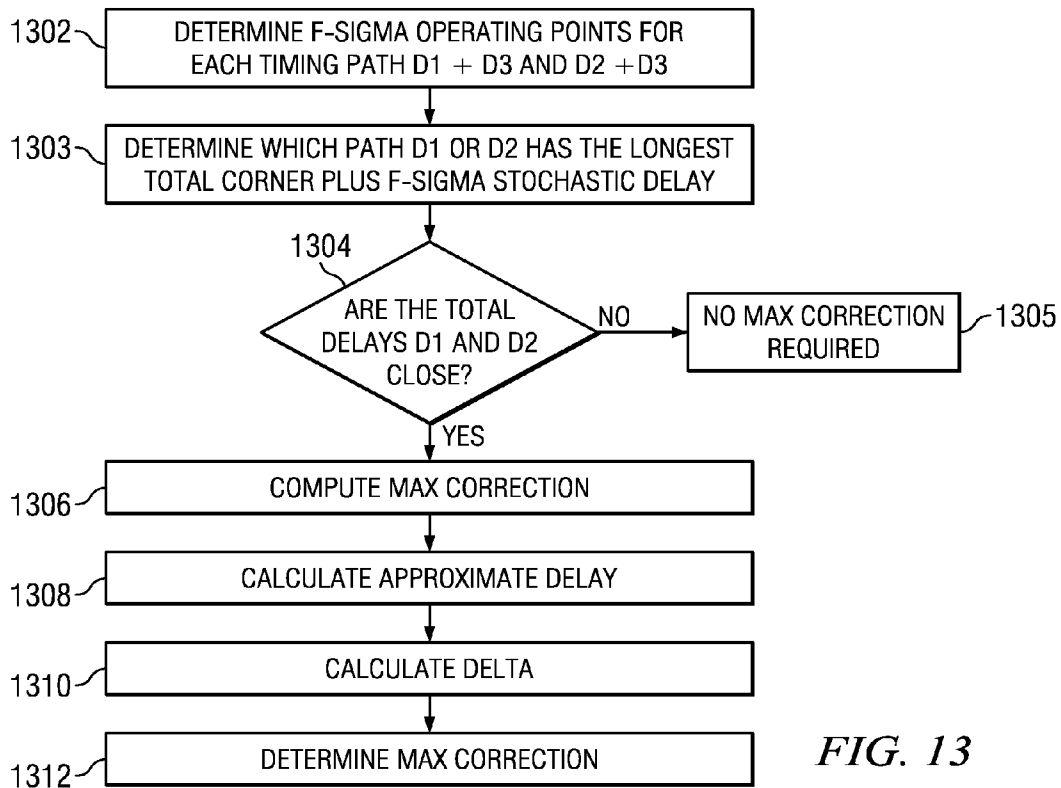 1302
DETERMINE F-SIGMA OPERATING POINTS FOR
EACH TIMING PATH D1 + D3 AND D2 +D3
1303
DETERMINE WHICH PATH D1 OR D2 HAS THE LONGEST
TOTAL CORNER PLUS F-SIGMA STOCHASTIC DELAY
1304
ARE THE TOTAL
DELAYS D1 AND D2
CLOSE?
NO
NO MAX CORRECTION
REQUIRED
1305
YES
1306
COMPUTE MAX CORRECTION
1308
CALCULATE APPROXIMATE DELAY
1310
CALCULATE DELTA
1312
DETERMINE MAX CORRECTION
FIG. 13